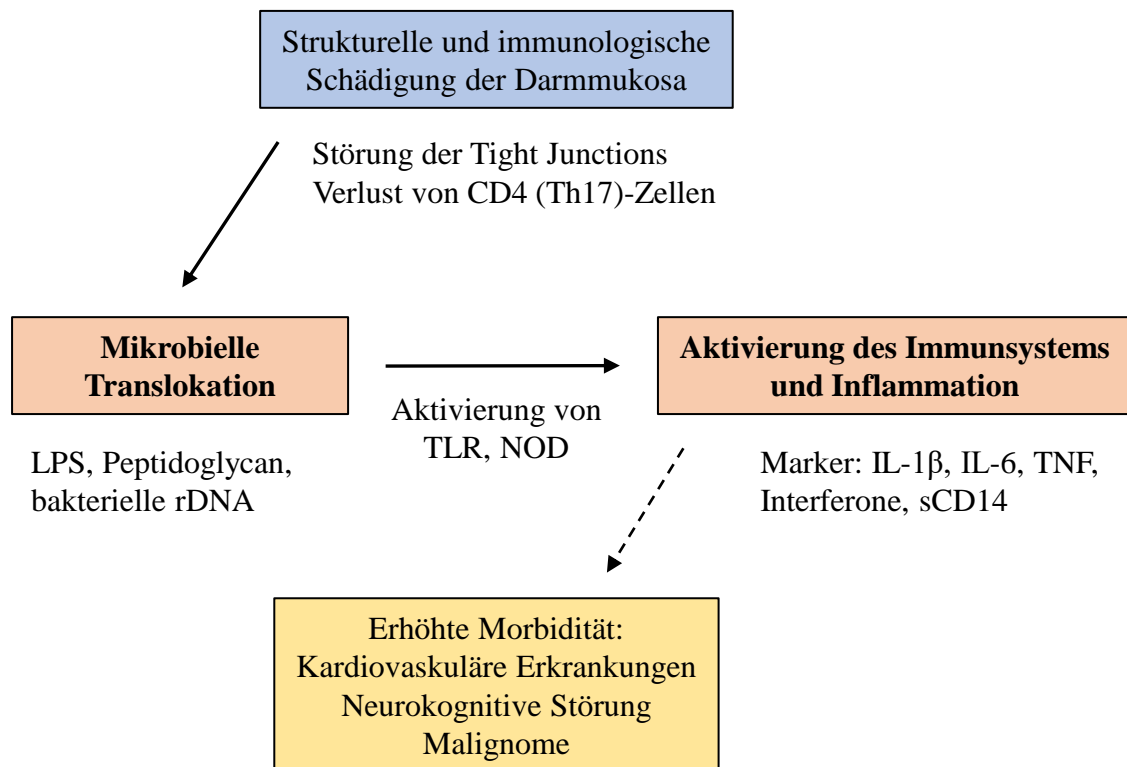 Strukturelle und immunologische
Schädigung der Darmmukosa
Störung der Tight Junctions
Verlust von CD4 (Th17)-Zellen
Mikrobielle
Translokation
Aktivierung des Immunsystems
und Inflammation
Aktivierung von
TLR, NOD
LPS, Peptidoglycan,
bakterielle rDNA
Marker: IL-1β, IL-6, TNF,
Interferone, sCD14
Erhöhte Morbidität:
Kardiovaskuläre Erkrankungen
Neurokognitive Störung
Malignome